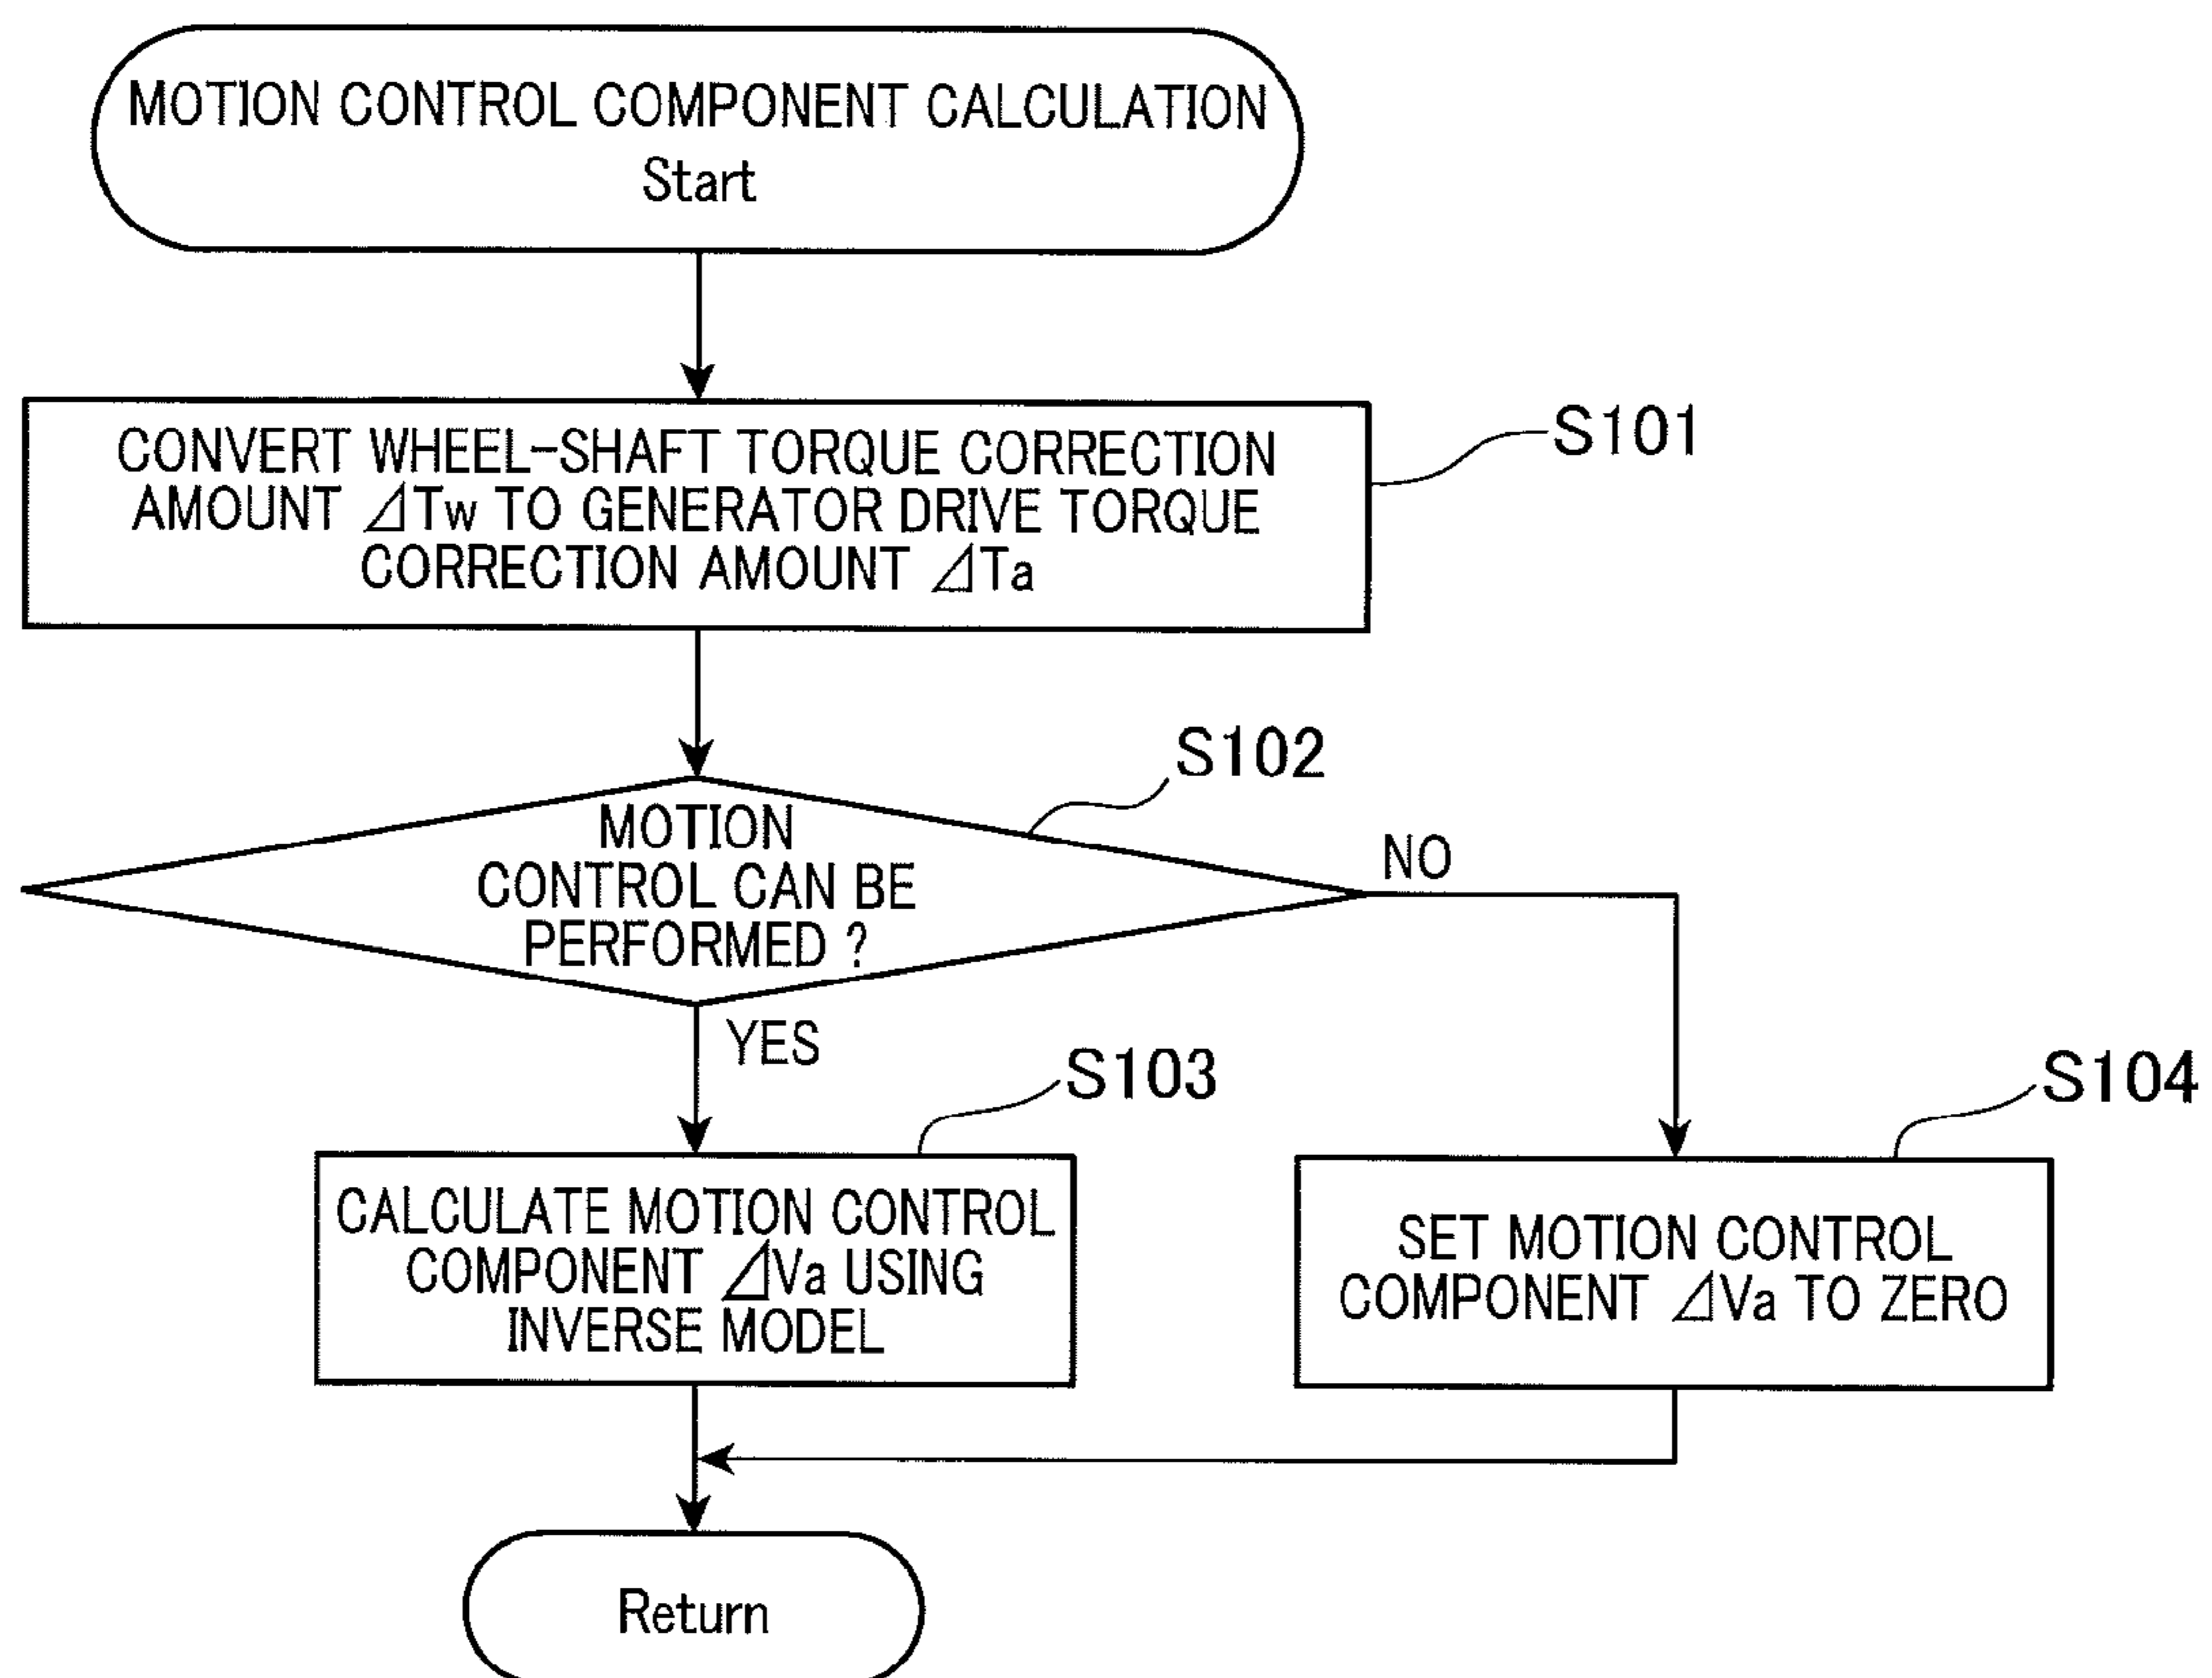 MOTION CONTROL COMPONENT CALCULATION
Start
CONVERT WHEEL-SHAFT TORQUE CORRECTION
AMOUNT ⊿Tw TO GENERATOR DRIVE TORQUE
CORRECTION AMOUNT ⊿Ta
S101
S102
MOTION
CONTROL CAN BE
PERFORMED ?
NO
YES
S103
CALCULATE MOTION CONTROL
COMPONENT ⊿Va USING
INVERSE MODEL
S104
SET MOTION CONTROL
COMPONENT ⊿Va TO ZERO
Return